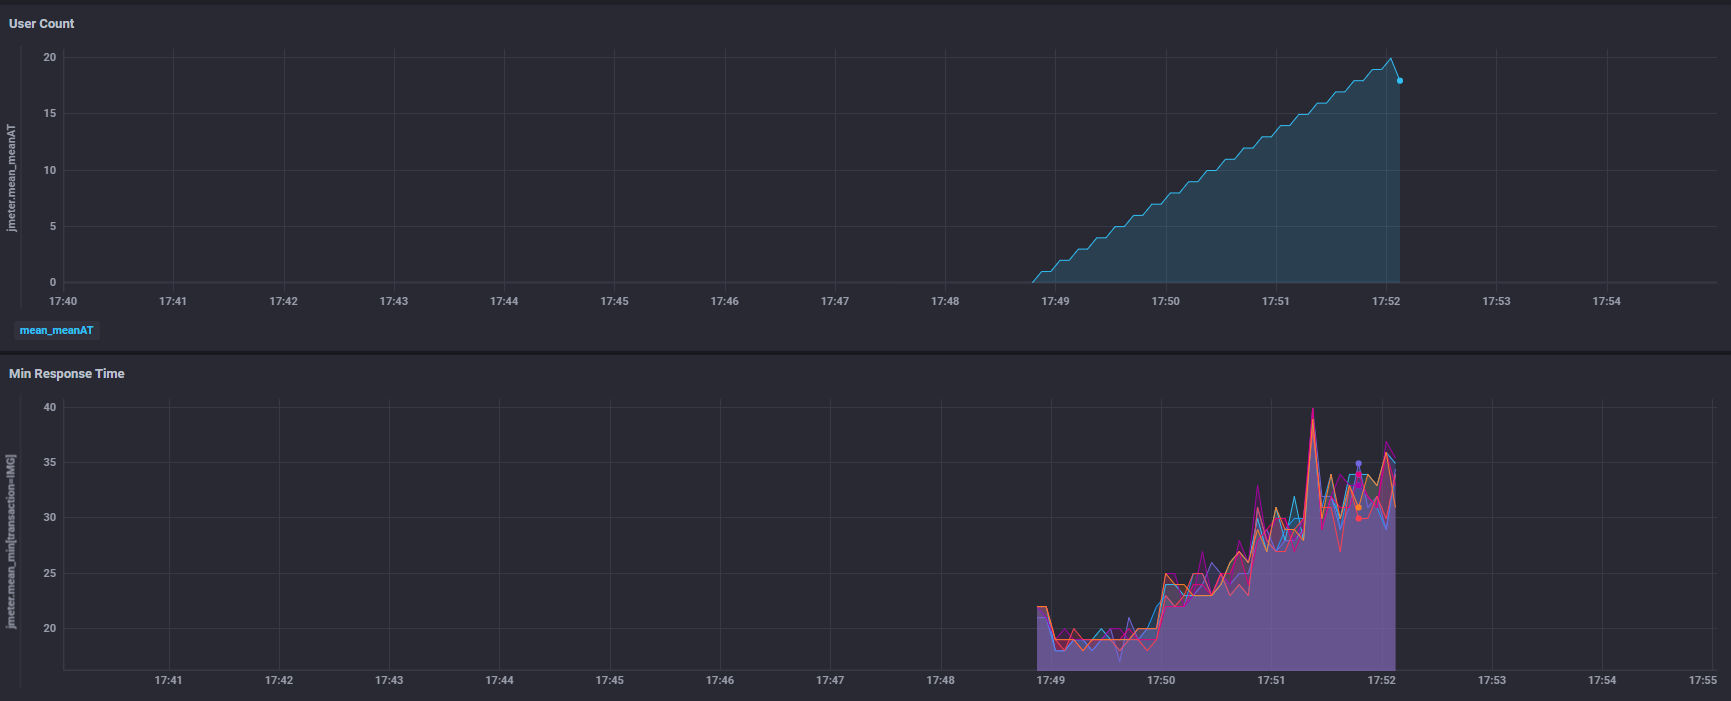 User Count
jmeter.mean_meanAT
20
15
10
5
0
17:40 17:41 17:42 17:43 17:44 17:45 17:46 17:47 17:48 17:49 17:50 17:51 17:52 17:53 17:54
mean_meanAT
Min Response Time
jmeter.mean_min[transaction=IMG]
40
35
30
25
20
17:41 17:42 17:43 17:44 17:45 17:46 17:47 17:48 17:49 17:50 17:51 17:52 17:53 17:54 17:55